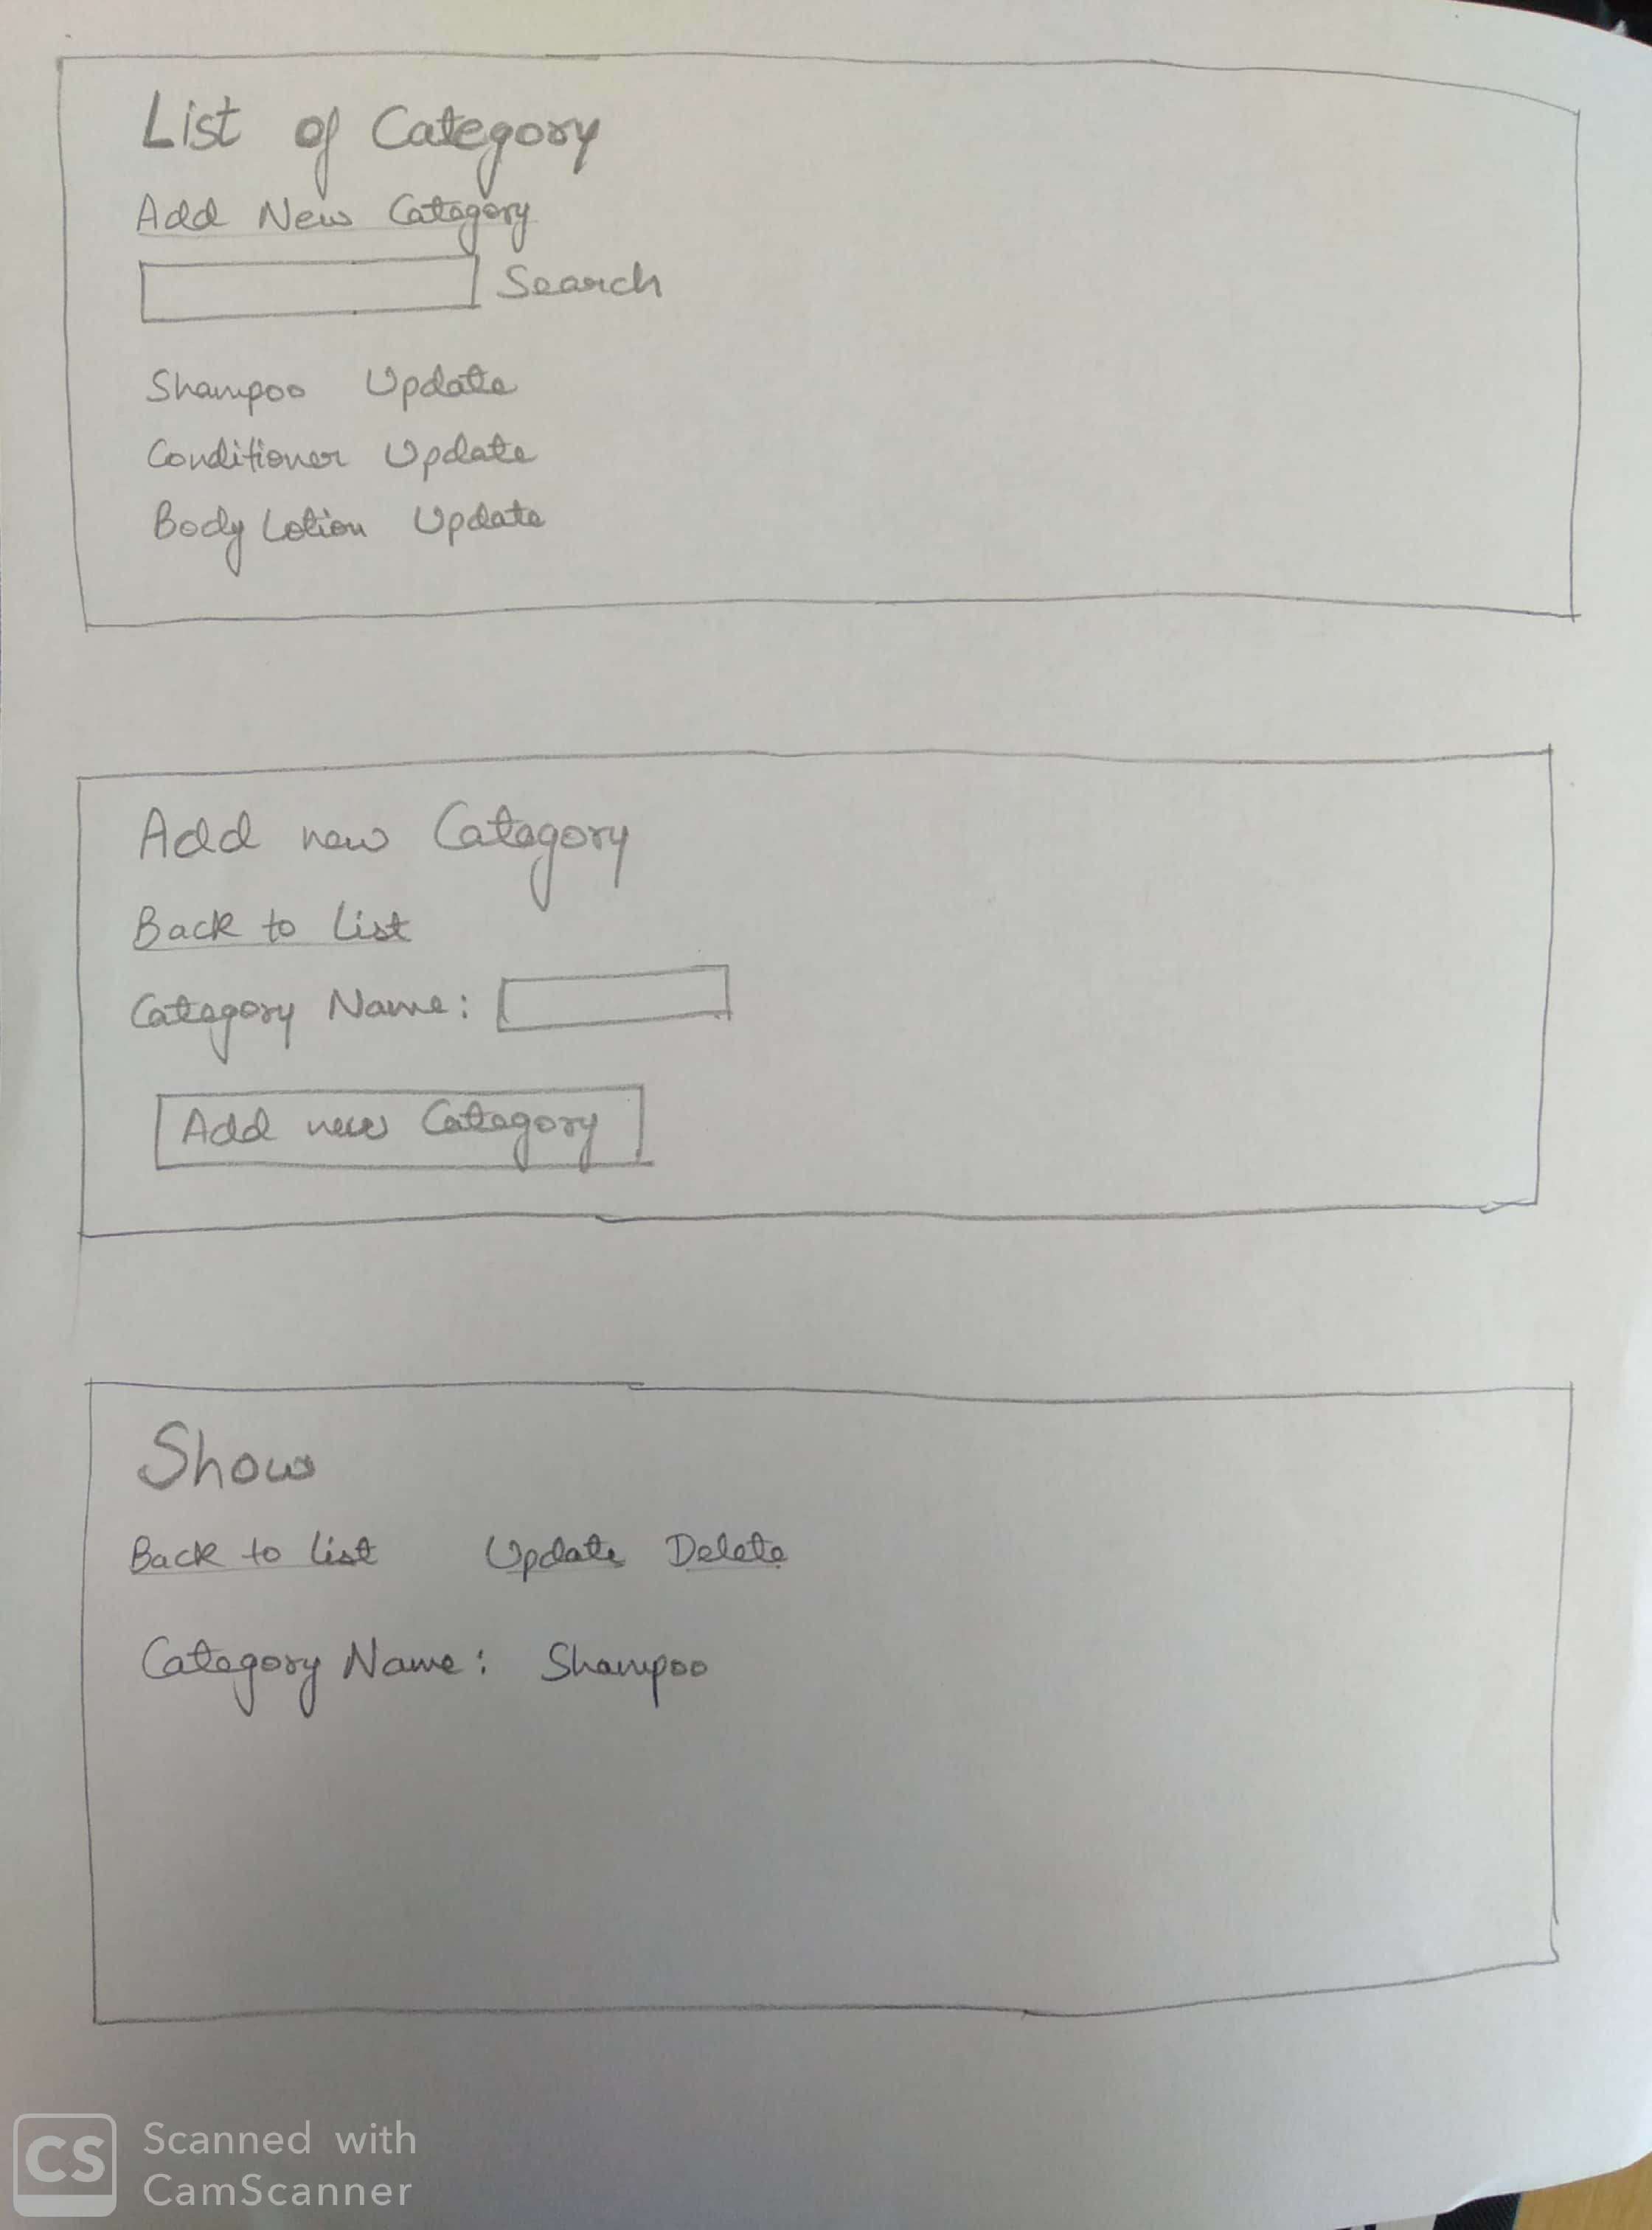 List of Category
Add New Category
Search
Shampoo Update
Conditioner Update
Body Lotion Update
Add new Category
Back to List
Category Name:
Add new Category
Show
Back to list Update Delete
Category Name: Shampoo
CS Scanned with
CamScanner